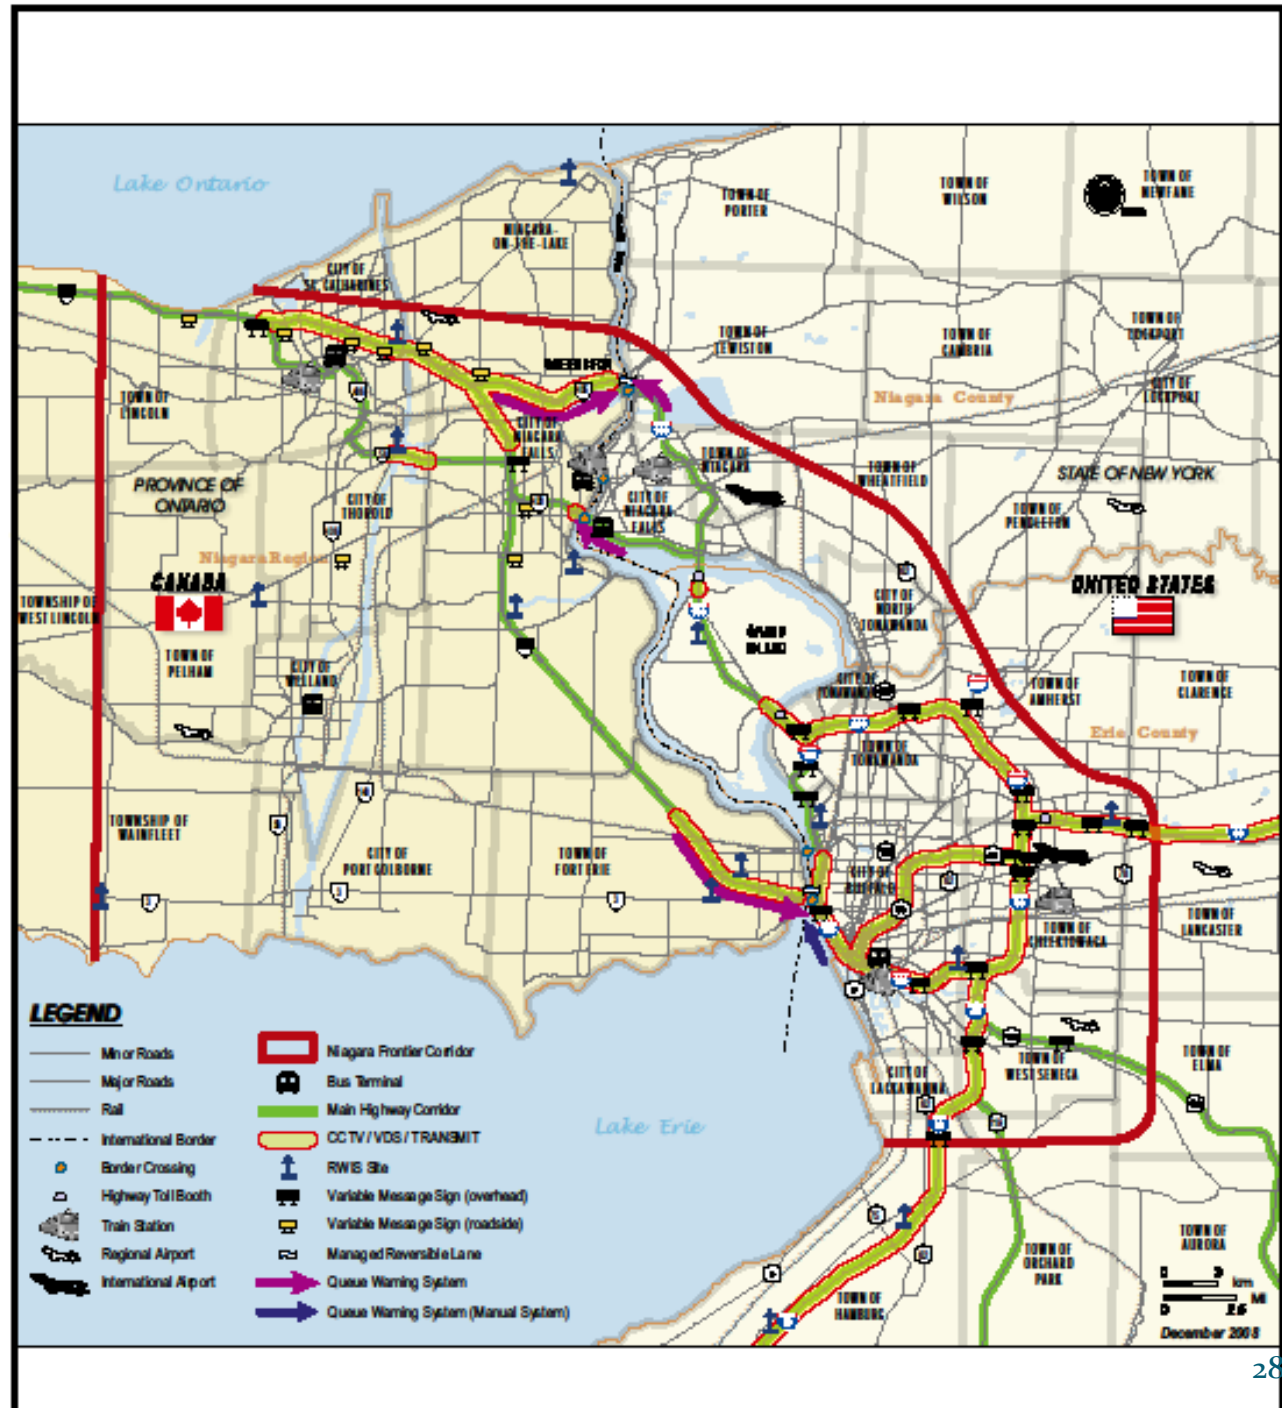 Lake Ontario
TOWN OF
NEWFANE
TOWN OF
WILSON
TOWN OF
PORTER
NIAGARA-
ON-THE-LAKE
CITY OF
ST. CATHARINES
TOWN OF
LEWISTON
TOWN OF
CAMBRIA
TOWN OF
LOCKPORT
CITY OF
LOCKPORT
Niagara County
TOWN OF
LINCOLN
CITY OF
NIAGARA
FALLS
TOWN OF
NIAGARA
TOWN OF
WHEATFIELD
STATE OF NEW YORK
PROVINCE OF
ONTARIO
CITY OF
THOROLD
CITY OF
NIAGARA
FALLS
TOWN OF
PENDLETON
Niagara Region
CANADA
UNITED STATES
TOWNSHIP OF
WEST LINCOLN
CITY OF
NORTH
TONAWANDA
GRAND
ISLAND
TOWN OF
PELHAM
CITY OF
WELLAND
CITY OF
TONAWANDA
TOWN OF
AMHERST
TOWN OF
CLARENCE
Erie County
TOWN OF
TONAWANDA
TOWNSHIP OF
WAINFLEET
CITY OF
PORT COLBORNE
TOWN OF
FORT ERIE
CITY OF
BUFFALO
TOWN OF
CHEEKTOWAGA
TOWN OF
LANCASTER
LEGEND
Minor Roads
Major Roads
Rail
International Border
Border Crossing
Highway Toll Booth
Train Station
Regional Airport
International Airport
Niagara Frontier Corridor
Bus Terminal
Main Highway Corridor
CCTV / VDS / TRANSMIT
RWIS Site
Variable Message Sign (overhead)
Variable Message Sign (roadside)
Managed Reversible Lane
Queue Warning System
Queue Warning System (Manual System)
Lake Erie
CITY OF
LACKAWANNA
TOWN OF
WEST SENECA
TOWN OF
ELMA
TOWN OF
AURORA
TOWN OF
ORCHARD
PARK
TOWN OF
HAMBURG
km
Mi
December 2008
28